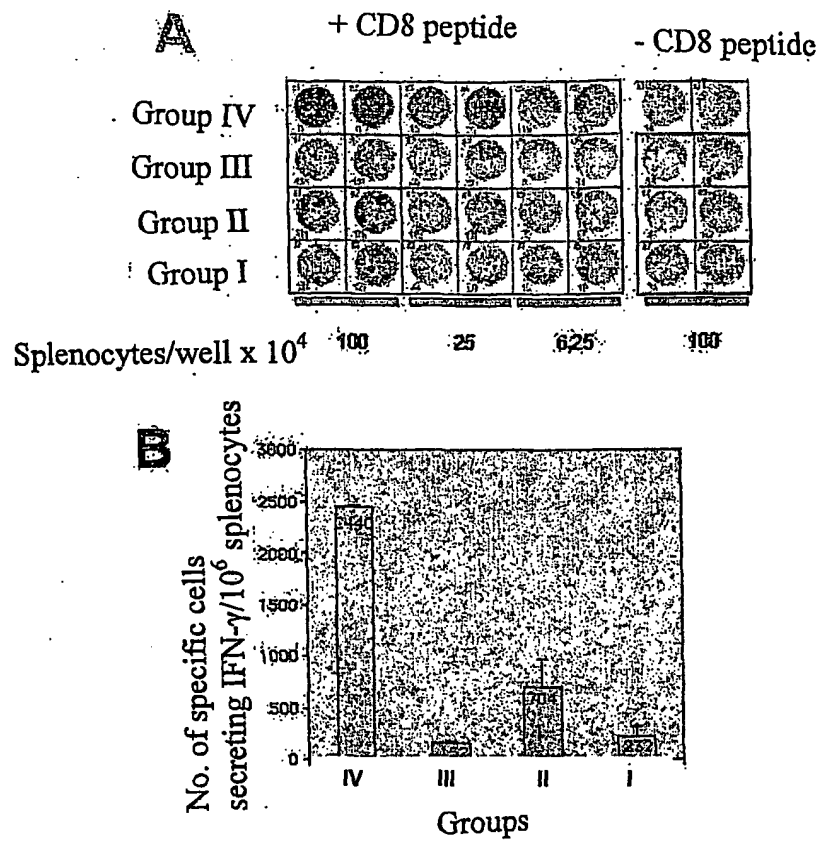 A
+ CD8 peptide
- CD8 peptide
Group IV
Group III
Group II
Group I
Splenocytes/well x 10⁴
100
25
6,25
100
B
No. of specific cells
secreting IFN-γ/10⁶ splenocytes
3000
2500
2000
1500
1000
500
0
2440
704
232
IV
III
II
I
Groups